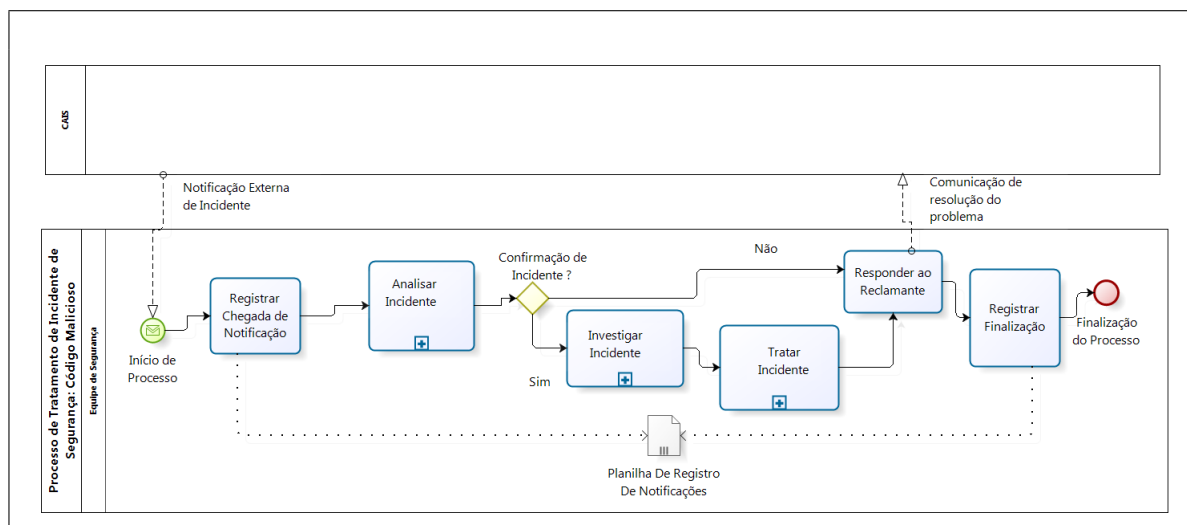 CAIS
Notificação Externa
de Incidente
Comunicação de
resolução do
problema
Processo de Tratamento de Incidente de
Segurança: Código Malicioso
Equipe de Segurança
Início de
Processo
Registrar
Chegada de
Notificação
Analisar
Incidente
Confirmação de
Incidente ?
Não
Sim
Investigar
Incidente
Tratar
Incidente
Responder ao
Reclamante
Registrar
Finalização
Finalização
do Processo
Planilha De Registro
De Notificações